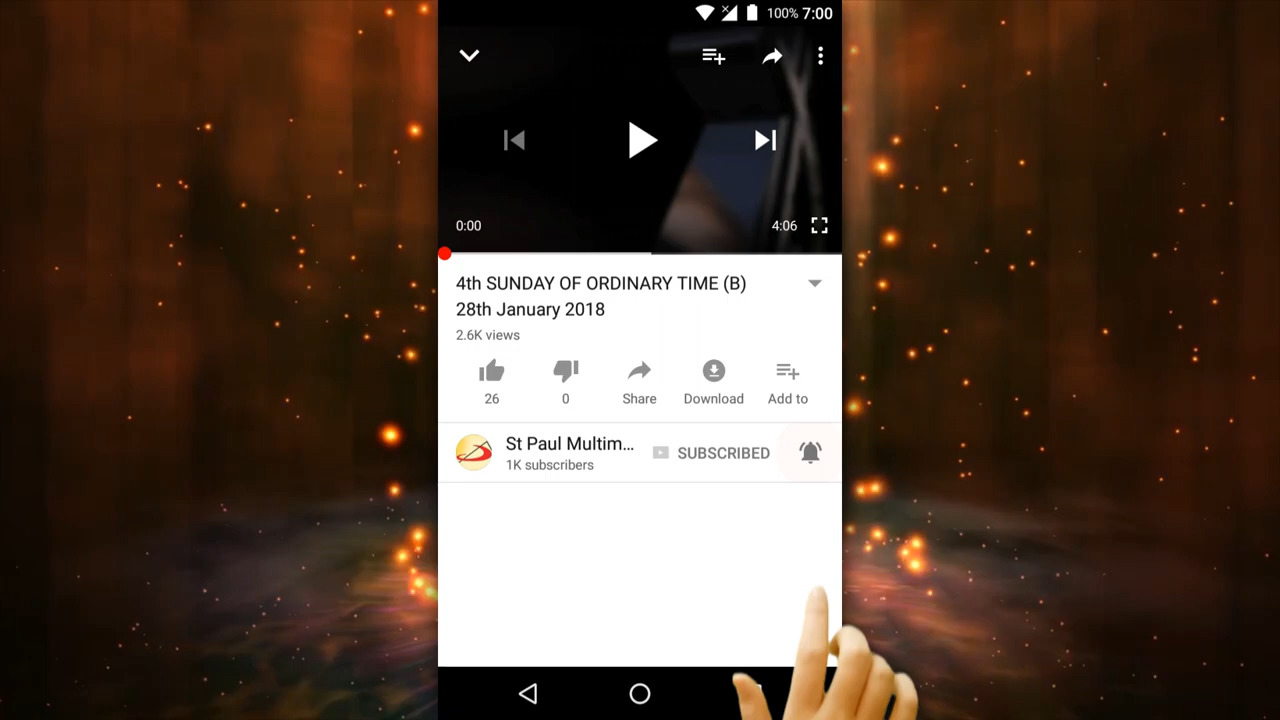 100% 7:00
0:00
4:06
4th SUNDAY OF ORDINARY TIME (B)
28th January 2018
2.6K views
26
0
Share
Download
Add to
St Paul Multim...
SUBSCRIBED
1K subscribers